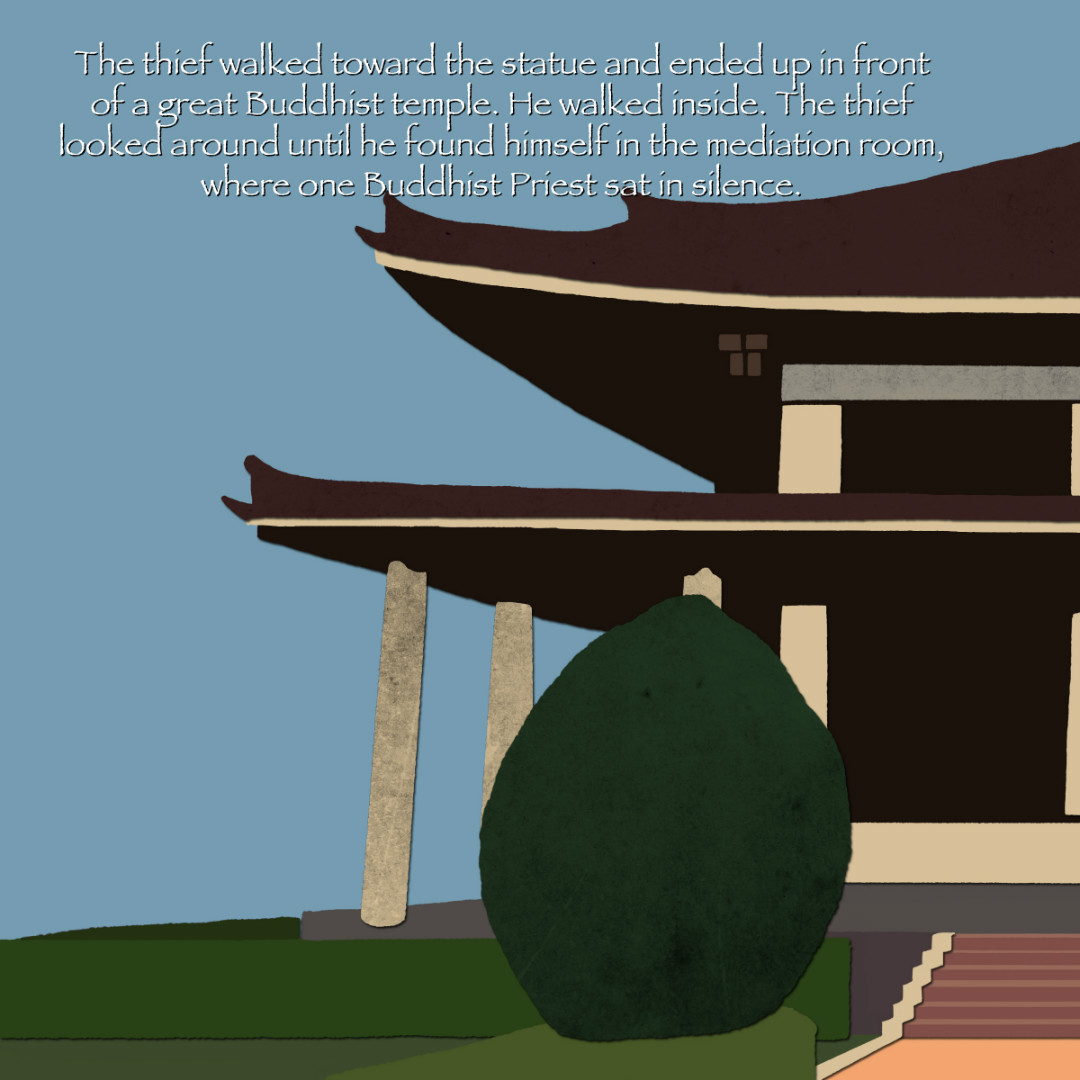 The thief walked toward the statue and ended up in front
of a great Buddhist temple. He walked inside. The thief
looked around until he found himself in the mediation room,
where one Buddhist Priest sat in silence.